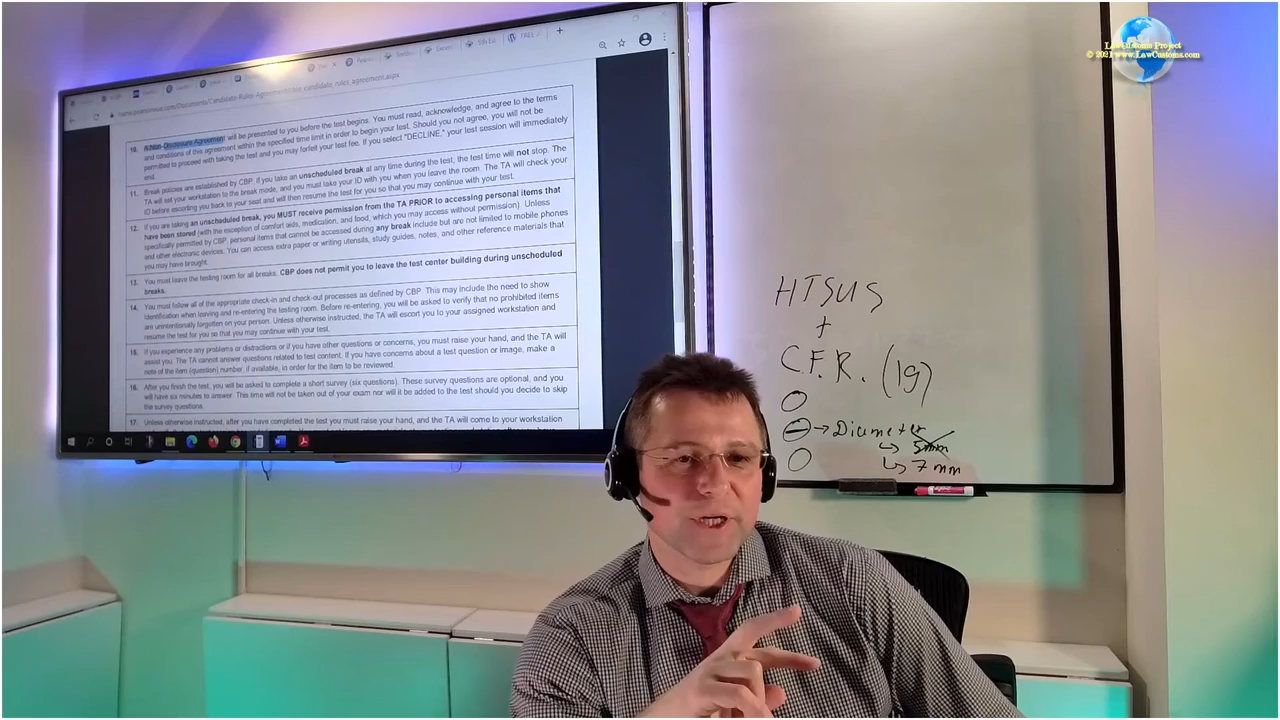 LawCustoms Project
© 2021 www.LawCustoms.com
10. A Non-Disclosure Agreement will be presented to you before the test begins. You must read, acknowledge, and agree to the terms
and conditions of this agreement within the specified time limit in order to begin your test. Should you not agree, you will not be
permitted to proceed with taking the test and you may forfeit your test fee. If you select "DECLINE," your test session will immediately
end.
11. Break policies are established by CBP. If you take an unscheduled break at any time during the test, the test time will not stop. The
TA will set your workstation to the break mode, and you must take your ID with you when you leave the room. The TA will check your
ID before escorting you back to your seat and will then resume the test for you so that you may continue with your test.
12. If you are taking an unscheduled break, you MUST receive permission from the TA PRIOR to accessing personal items that
have been stored (with the exception of comfort aids, medication, and food, which you may access without permission). Unless
specifically permitted by CBP, personal items that cannot be accessed during any break include but are not limited to mobile phones
and other electronic devices. You can access extra paper or writing utensils, study guides, notes, and other reference materials that
you may have brought.
13. You must leave the testing room for all breaks. CBP does not permit you to leave the test center building during unscheduled
breaks.
14. You must follow all of the appropriate check-in and check-out processes as defined by CBP. This may include the need to show
identification when leaving and re-entering the testing room. Before re-entering, you will be asked to verify that no prohibited items
are unintentionally forgotten on your person. Unless otherwise instructed, the TA will escort you to your assigned workstation and
resume the test for you so that you may continue with your test.
15. If you experience any problems or distractions or if you have other questions or concerns, you must raise your hand, and the TA will
assist you. The TA cannot answer questions related to test content. If you have concerns about a test question or image, make a
note of the item (question) number, if available, in order for the item to be reviewed.
16. After you finish the test, you will be asked to complete a short survey (six questions). These survey questions are optional, and you
will have six minutes to answer. This time will not be taken out of your exam nor will it be added to the test should you decide to skip
the survey questions.
17. Unless otherwise instructed, after you have completed the test you must raise your hand, and the TA will come to your workstation
HTSUS
+
C.F.R. (19)
→ Diameter
↳ 5mm
↳ 7 mm